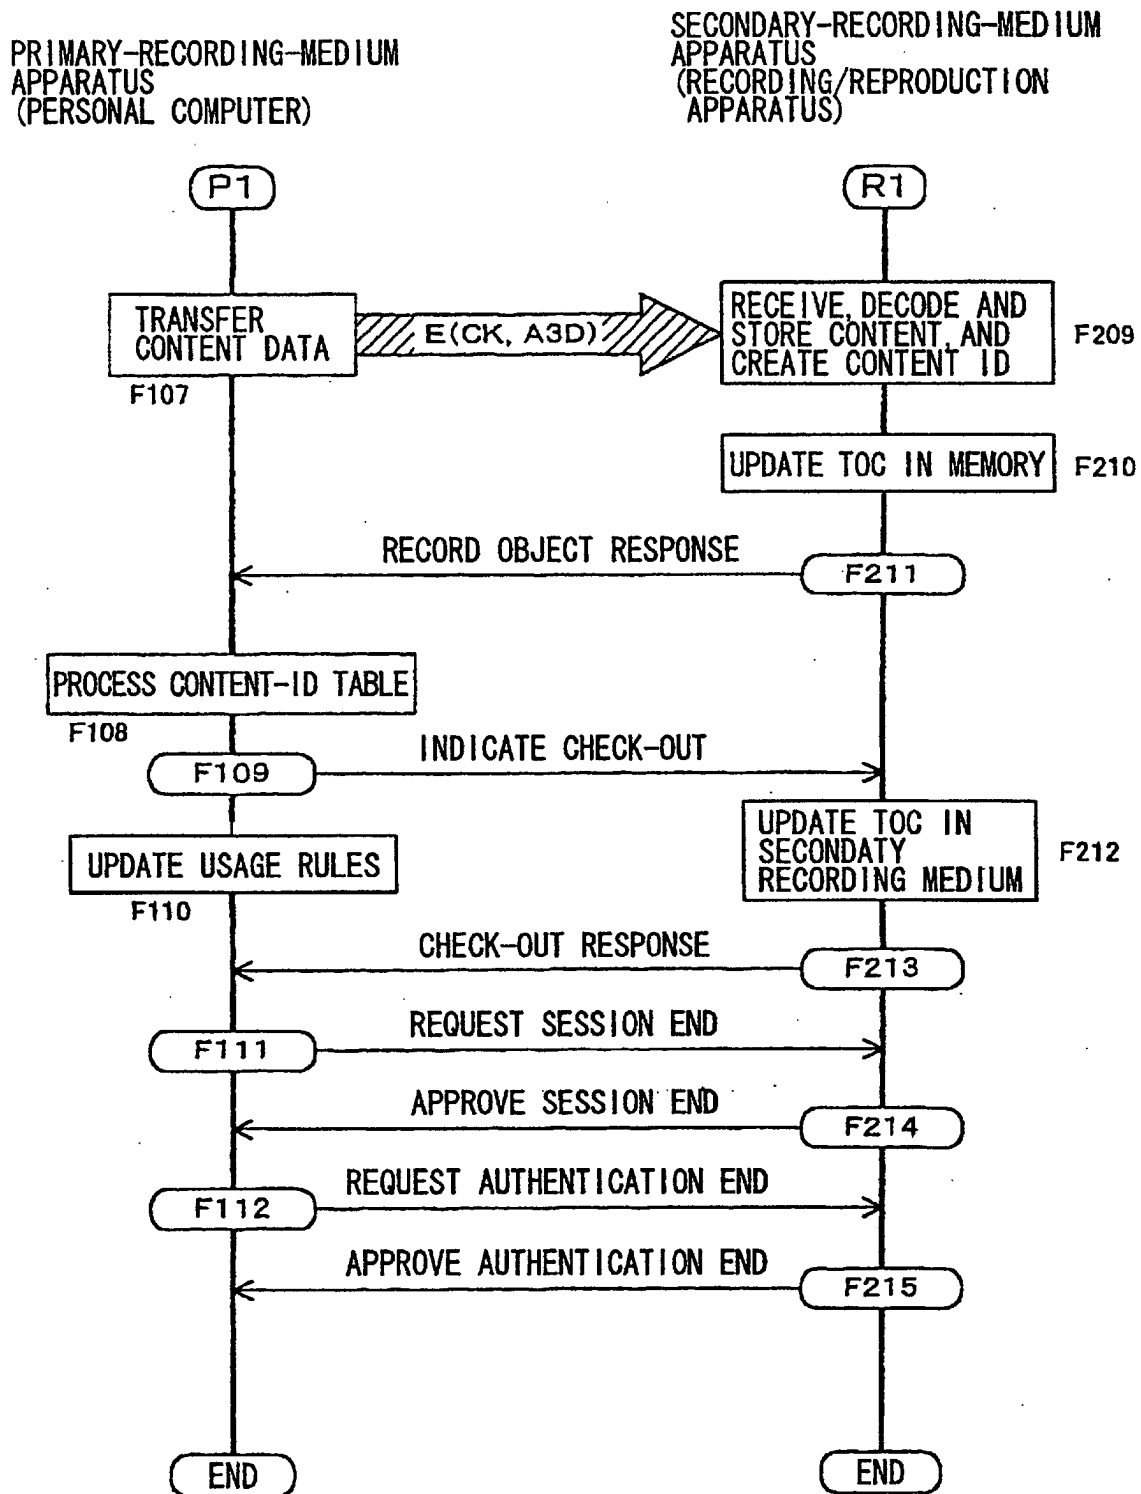 PRIMARY-RECORDING-MEDIUM
APPARATUS
(PERSONAL COMPUTER)
SECONDARY-RECORDING-MEDIUM
APPARATUS
(RECORDING/REPRODUCTION
APPARATUS)
P1
R1
TRANSFER
CONTENT DATA
F107
E(CK, A3D)
RECEIVE, DECODE AND
STORE CONTENT, AND
CREATE CONTENT ID
F209
UPDATE TOC IN MEMORY
F210
RECORD OBJECT RESPONSE
F211
PROCESS CONTENT-ID TABLE
F108
F109
INDICATE CHECK-OUT
UPDATE USAGE RULES
F110
UPDATE TOC IN
SECONDATY
RECORDING MEDIUM
F212
CHECK-OUT RESPONSE
F213
F111
REQUEST SESSION END
APPROVE SESSION END
F214
F112
REQUEST AUTHENTICATION END
APPROVE AUTHENTICATION END
F215
END
END